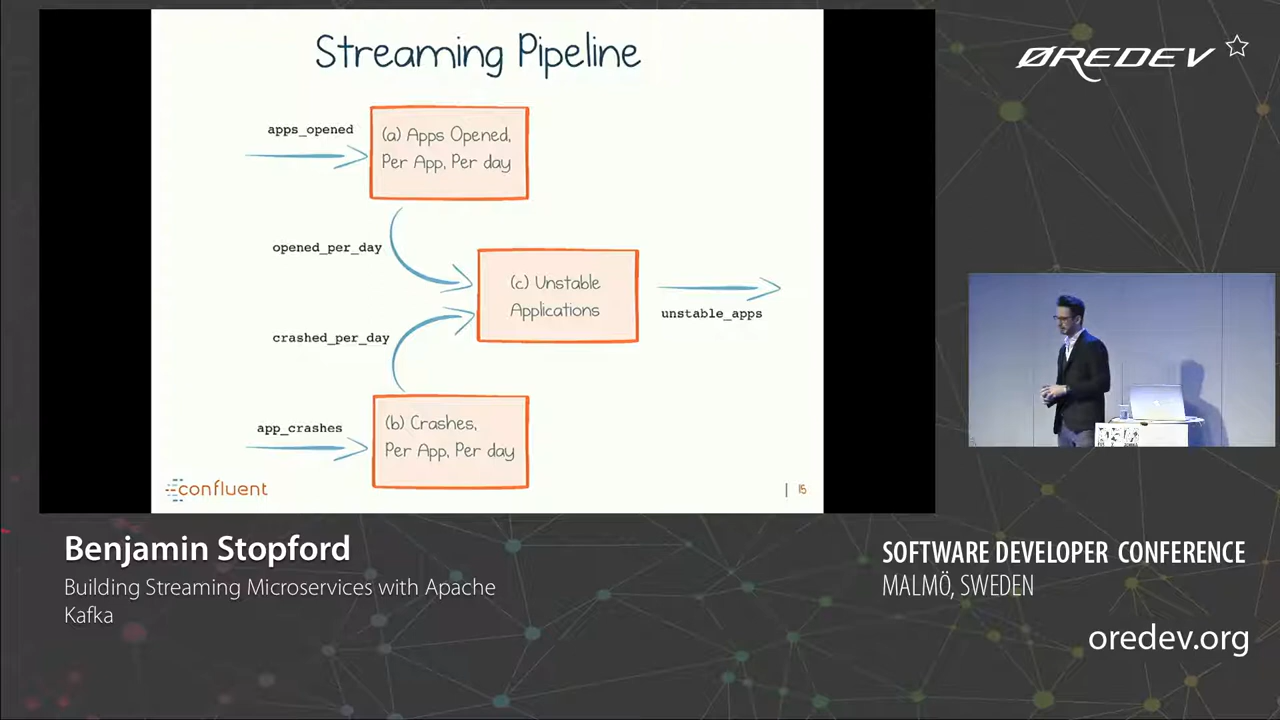 Streaming Pipeline
apps_opened
(a) Apps Opened,
Per App, Per day
opened_per_day
(c) Unstable
Applications
unstable_apps
crashed_per_day
app_crashes
(b) Crashes,
Per App, Per day
confluent
| 15
ØREDEV
Benjamin Stopford
Building Streaming Microservices with Apache
Kafka
SOFTWARE DEVELOPER CONFERENCE
MALMÖ, SWEDEN
oredev.org